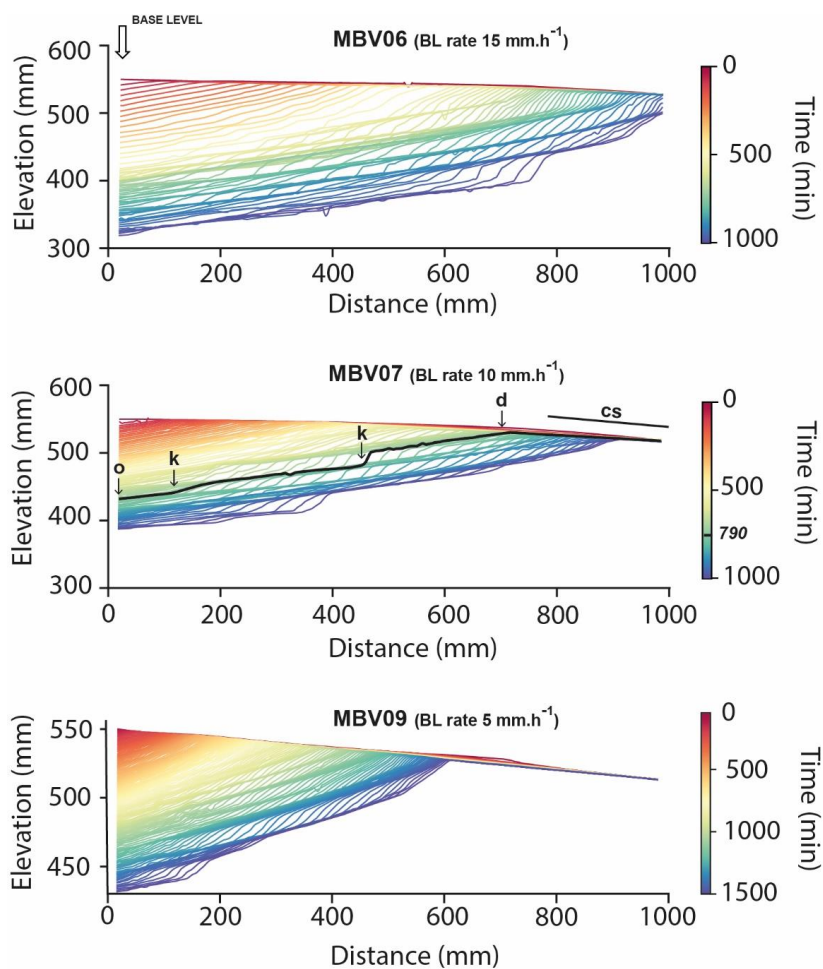 BASE LEVEL
MBV06 (BL rate 15 mm.h⁻¹)
600
500
400
300
Elevation (mm)
0 200 400 600 800 1000
Distance (mm)
0
500
1000
Time (min)
MBV07 (BL rate 10 mm.h⁻¹)
600
500
400
300
Elevation (mm)
o
k
k
d
cs
0 200 400 600 800 1000
Distance (mm)
0
500
790
1000
Time (min)
MBV09 (BL rate 5 mm.h⁻¹)
550
500
450
Elevation (mm)
0 200 400 600 800 1000
Distance (mm)
0
500
1000
1500
Time (min)